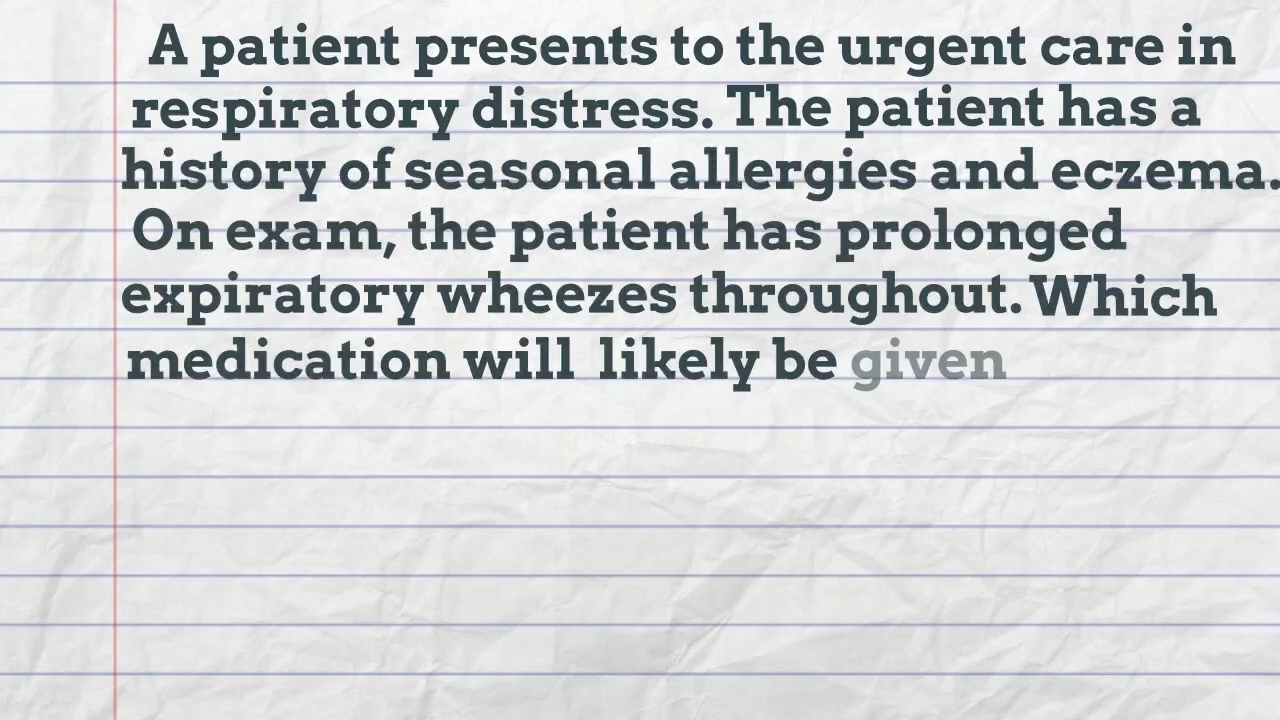 A patient presents to the urgent care in
respiratory distress. The patient has a
history of seasonal allergies and eczema.
On exam, the patient has prolonged
expiratory wheezes throughout. Which
medication will likely be given